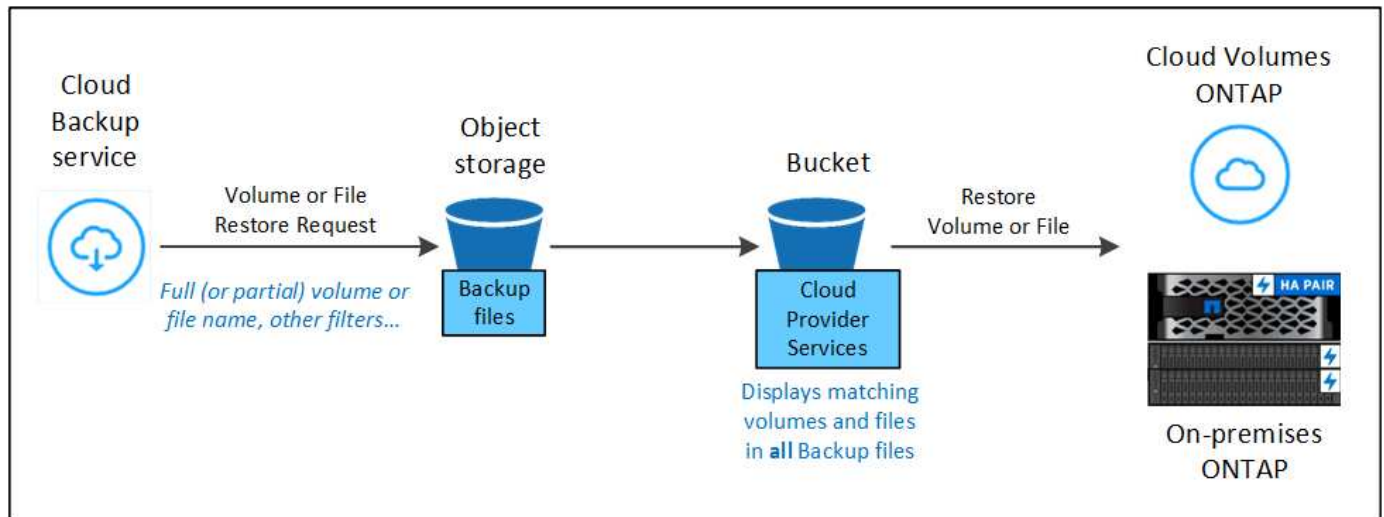 Cloud
Backup
service
Volume or File
Restore Request
Full (or partial) volume or
file name, other filters...
Object
storage
Backup
files
Bucket
Cloud
Provider
Services
Displays matching
volumes and files
in all Backup files
Restore
Volume or File
Cloud Volumes
ONTAP
HA PAIR
On-premises
ONTAP